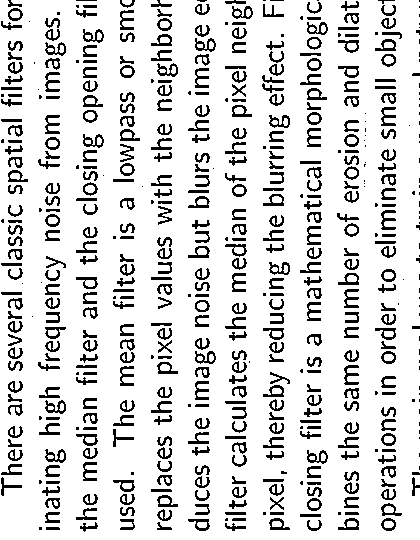 There are several classic spatial filters for
inating high frequency noise from images.
the median filter and the closing opening fil
used. The mean filter is a lowpass or smo
replaces the pixel values with the neighborh
duces the image noise but blurs the image e
filter calculates the median of the pixel neigh
pixel, thereby reducing the blurring effect. Fi
closing filter is a mathematical morphologic
bines the same number of erosion and dilat
operations in order to eliminate small object